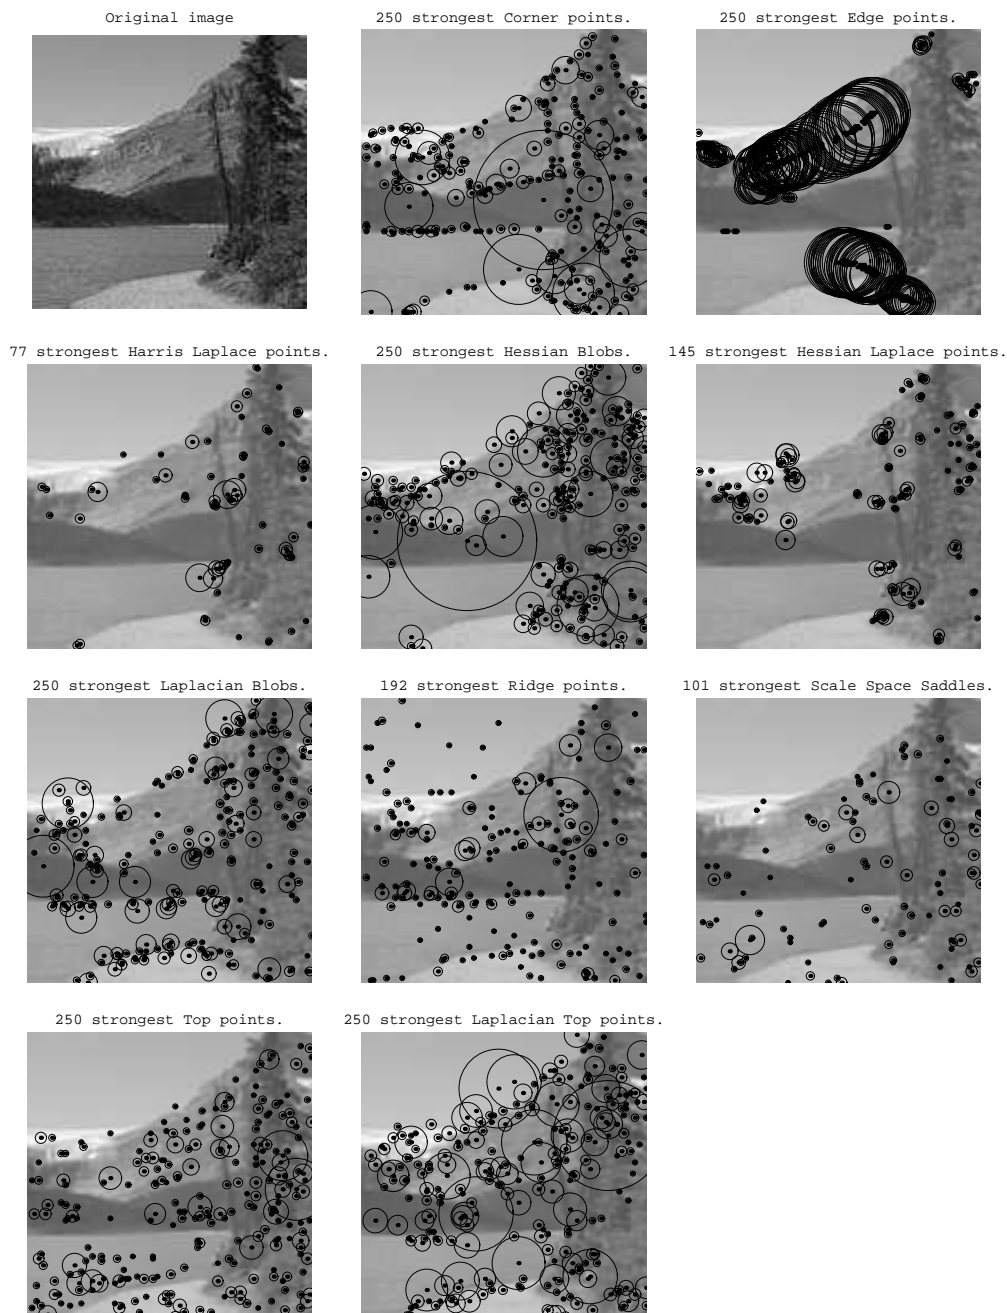 Original image
250 strongest Corner points.
250 strongest Edge points.
77 strongest Harris Laplace points.
250 strongest Hessian Blobs.
145 strongest Hessian Laplace points.
250 strongest Laplacian Blobs.
192 strongest Ridge points.
101 strongest Scale Space Saddles.
250 strongest Top points.
250 strongest Laplacian Top points.